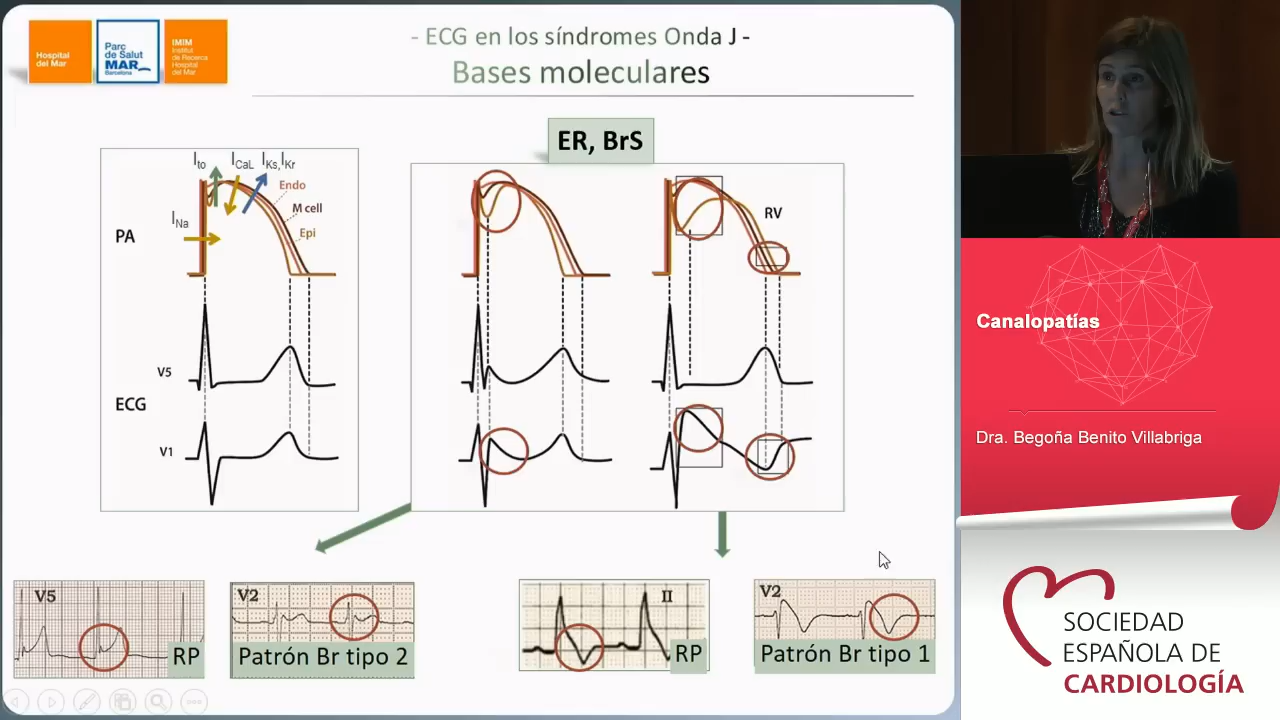 Hospital
del Mar
Parc
de Salut
MAR
Barcelona
IMIM
Institut
de Recerca
Hospital
del Mar
- ECG en los síndromes Onda J -
Bases moleculares
ER, BrS
Ito
ICaL
IKs,IKr
Endo
M cell
Epi
INa
PA
RV
V5
ECG
V1
V5
RP
V2
Patrón Br tipo 2
II
RP
V2
Patrón Br tipo 1
Canalopatías
Dra. Begoña Benito Villabriga
SOCIEDAD
ESPAÑOLA DE
CARDIOLOGÍA